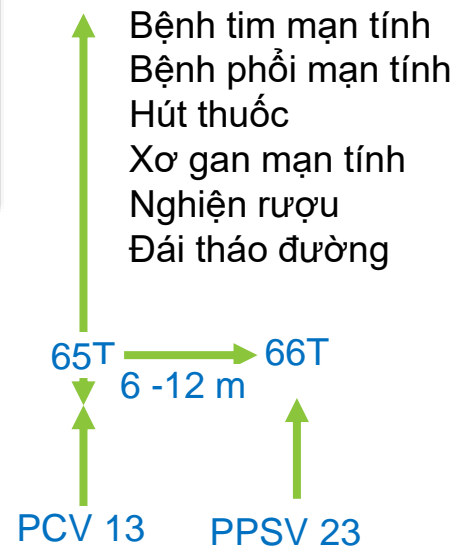 Bệnh tim mạn tính
Bệnh phổi mạn tính
Hút thuốc
Xơ gan mạn tính
Nghiện rượu
Đái tháo đường
65T 66T
6 -12 m
PCV 13 PPSV 23